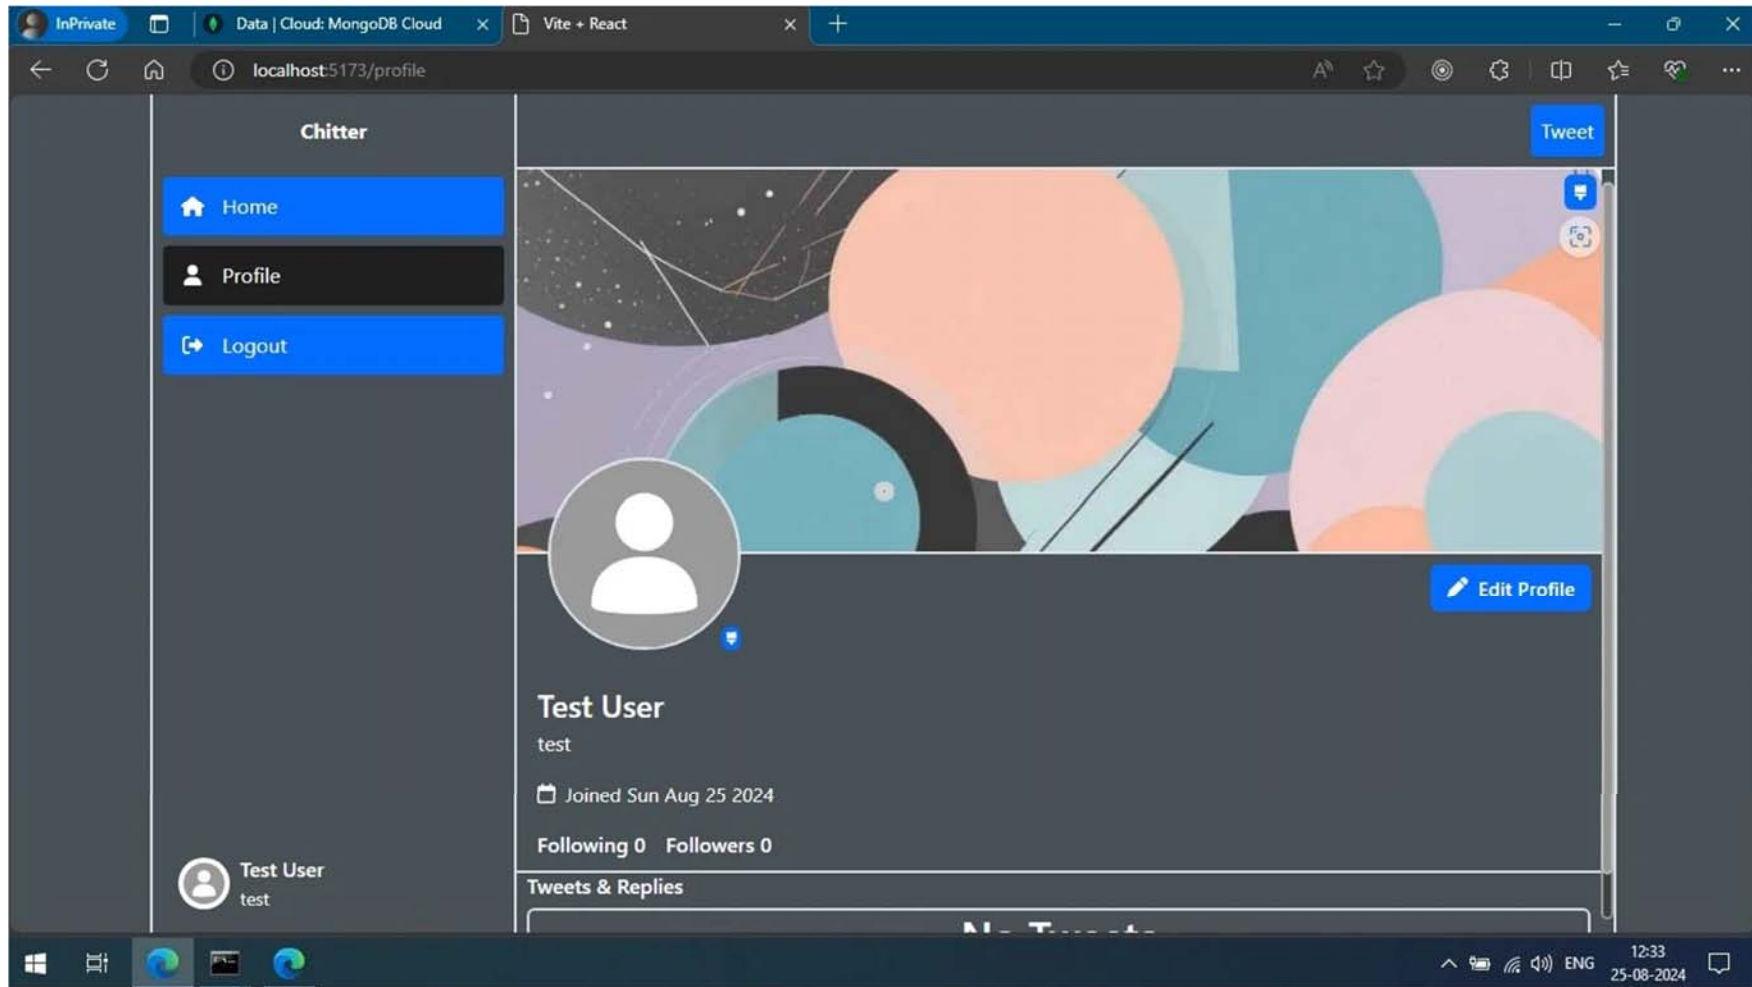 InPrivate
Data | Cloud: MongoDB Cloud
Vite + React
localhost:5173/profile
Chitter
Tweet
Home
Profile
Logout
Edit Profile
Test User
test
Joined Sun Aug 25 2024
Following 0 Followers 0
Test User
test
Tweets & Replies
No Tweets
ENG
12:33
25-08-2024